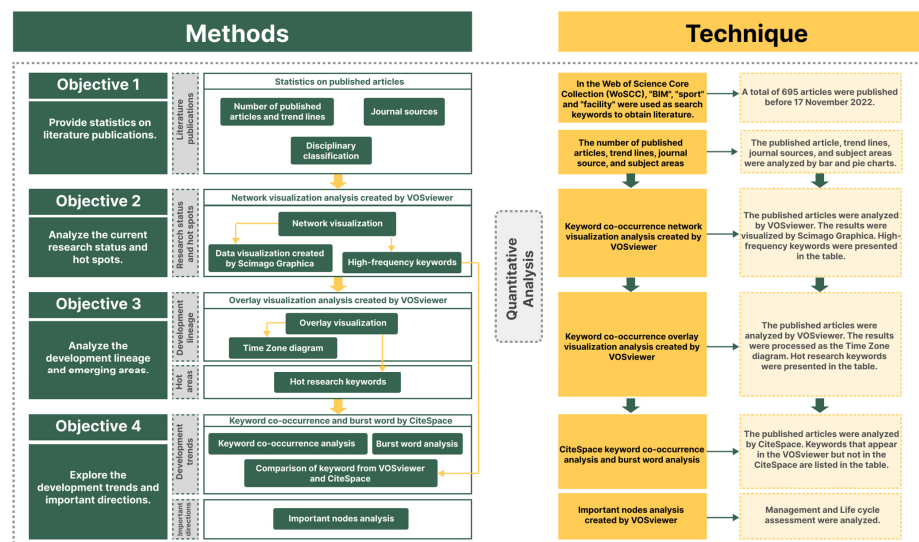 Methods
Technique
Objective 1
Provide statistics on
literature publications.
Literature
publications
Statistics on published articles
Number of published
articles and trend lines
Journal sources
Disciplinary
classification
Objective 2
Analyze the current
research status and
hot spots.
Research status
and hot spots
Network visualization analysis created by VOSviewer
Network visualization
Data visualization created
by Scimago Graphica
High-frequency keywords
Objective 3
Analyze the
development lineage
and emerging areas.
Development
lineage
Overlay visualization analysis created by VOSviewer
Overlay visualization
Time Zone diagram
Hot
areas
Hot research keywords
Objective 4
Explore the
development trends and
important directions.
Development
trends
Keyword co-occurrence and burst word by CiteSpace
Keyword co-occurrence analysis
Burst word analysis
Comparison of keyword from VOSviewer
and CiteSpace
Important
directions
Important nodes analysis
Quantitative
Analysis
In the Web of Science Core
Collection (WoSCC), "BIM", "sport"
and "facility" were used as search
keywords to obtain literature.
A total of 695 articles were published
before 17 November 2022.
The number of published
articles, trend lines, journal
source, and subject areas
The published article, trend lines,
journal sources, and subject areas
were analyzed by bar and pie charts.
Keyword co-occurrence network
visualization analysis created by
VOSviewer
The published articles were analyzed
by VOSviewer. The results were
visualized by Scimago Graphica. High-
frequency keywords were presented
in the table.
Keyword co-occurrence overlay
visualization analysis created by
VOSviewer
The published articles were
analyzed by VOSviewer. The results
were processed as the Time Zone
diagram. Hot research keywords
were presented in the table.
CiteSpace keyword co-occurrence
analysis and burst word analysis
The published articles were analyzed
by CiteSpace. Keywords that appear
in the VOSviewer but not in the
CiteSpace are listed in the table.
Important nodes analysis
created by VOSviewer
Management and Life cycle
assessment were analyzed.